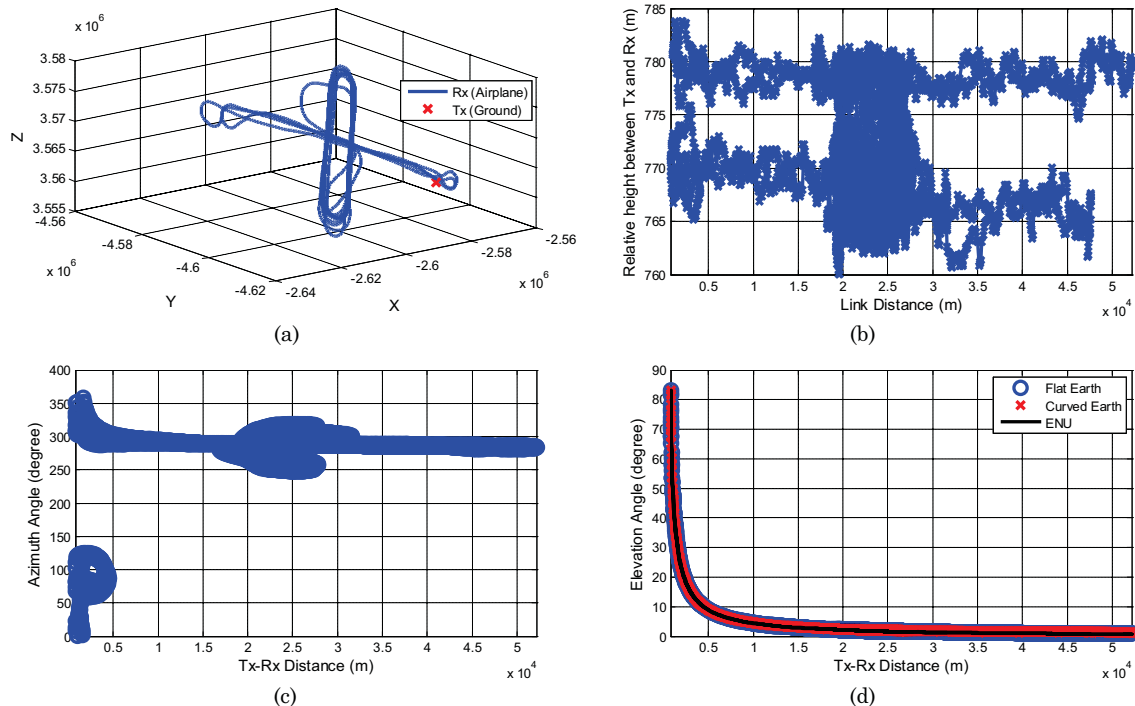 x 10^6
3.58
3.575
3.57
3.565
3.56
3.555
Z
-4.56
-4.58
-4.6
-4.62
x 10^6
Y
-2.64
-2.62
-2.6
-2.58
-2.56
x 10^6
X
Rx (Airplane)
Tx (Ground)
(a)
785
780
775
770
765
760
Relative height between Tx and Rx (m)
0.5 1 1.5 2 2.5 3 3.5 4 4.5 5
Link Distance (m)
x 10^4
(b)
400
350
300
250
200
150
100
50
0
Azimuth Angle (degree)
0.5 1 1.5 2 2.5 3 3.5 4 4.5 5
Tx-Rx Distance (m)
x 10^4
(c)
90
80
70
60
50
40
30
20
10
0
Elevation Angle (degree)
Flat Earth
Curved Earth
ENU
0.5 1 1.5 2 2.5 3 3.5 4 4.5 5
Tx-Rx Distance (m)
x 10^4
(d)